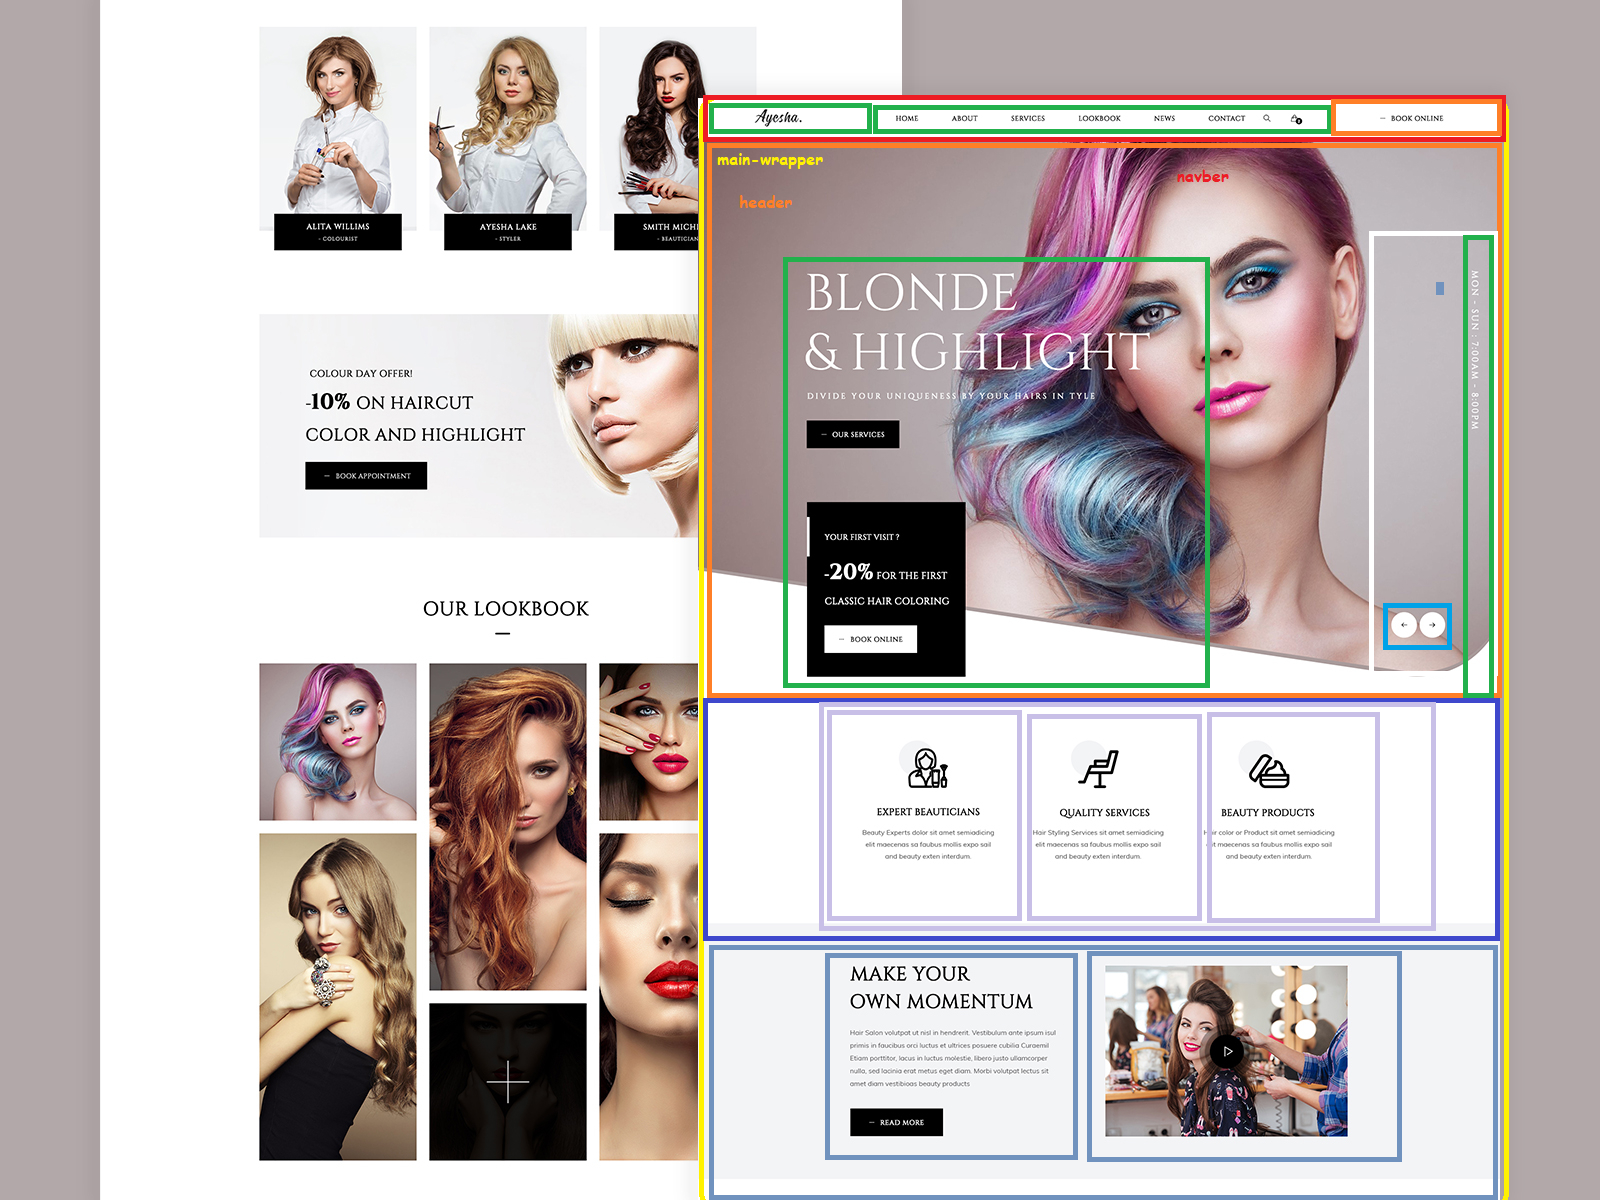 ALITA WILLIMS
- COLOURIST
AYESHA LAKE
- STYLER
SMITH MICH
- BEAUTICIAN
COLOUR DAY OFFER!
-10% ON HAIRCUT
COLOR AND HIGHLIGHT
— BOOK APPOINTMENT
OUR LOOKBOOK
Ayesha.
HOME
ABOUT
SERVICES
LOOKBOOK
NEWS
CONTACT
— BOOK ONLINE
main-wrapper
navber
header
BLONDE
& HIGHLIGHT
DIVIDE YOUR UNIQUENESS BY YOUR HAIRS IN TYLE
— OUR SERVICES
MON - SUN : 7:00AM - 8:00PM
YOUR FIRST VISIT ?
-20% FOR THE FIRST
CLASSIC HAIR COLORING
— BOOK ONLINE
EXPERT BEAUTICIANS
Beauty Experts dolor sit amet semiadicing
elit maecenas sa faubus mollis expo sail
and beauty exten interdum.
QUALITY SERVICES
Hair Styling Services sit amet semiadicing
elit maecenas sa faubus mollis expo sail
and beauty exten interdum.
BEAUTY PRODUCTS
color or Product sit amet semiadicing
maecenas sa faubus mollis expo sail
and beauty exten interdum.
MAKE YOUR
OWN MOMENTUM
Hair Salon volutpat ut nisl in hendrerit. Vestibulum ante ipsum isul
primis in faucibus orci luctus et ultrices posuere cubilia Curaemil
Etiam porttitor, lacus in luctus molestie, libero justo ullamcorper
nulla, sed lacinia erat metus eget diam. Morbi volutpat lectus sit
amet diam vestibioas beauty products
— READ MORE